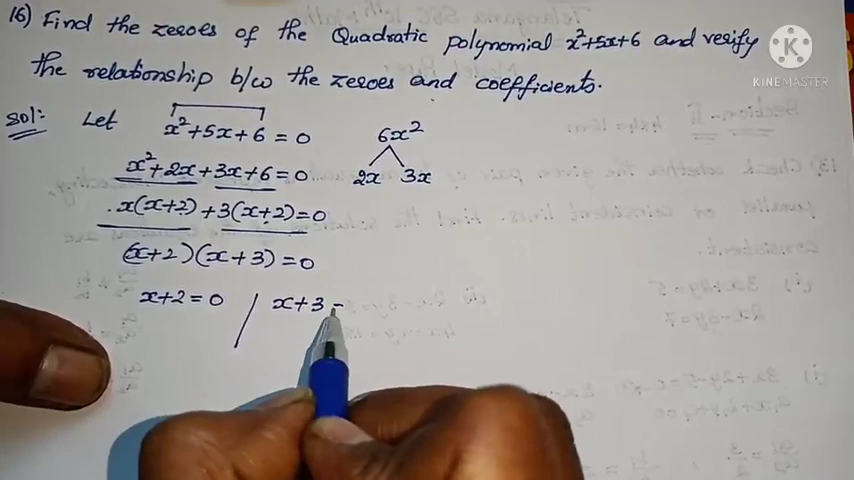 16) Find the zeroes of the Quadratic polynomial x²+5x+6 and verify
the relationship b/w the zeroes and coefficients.
KINEMASTER
Sol:- Let x²+5x+6=0
6x²
x²+2x+3x+6=0
2x 3x
x(x+2)+3(x+2)=0
(x+2)(x+3)=0
x+2=0 / x+3=